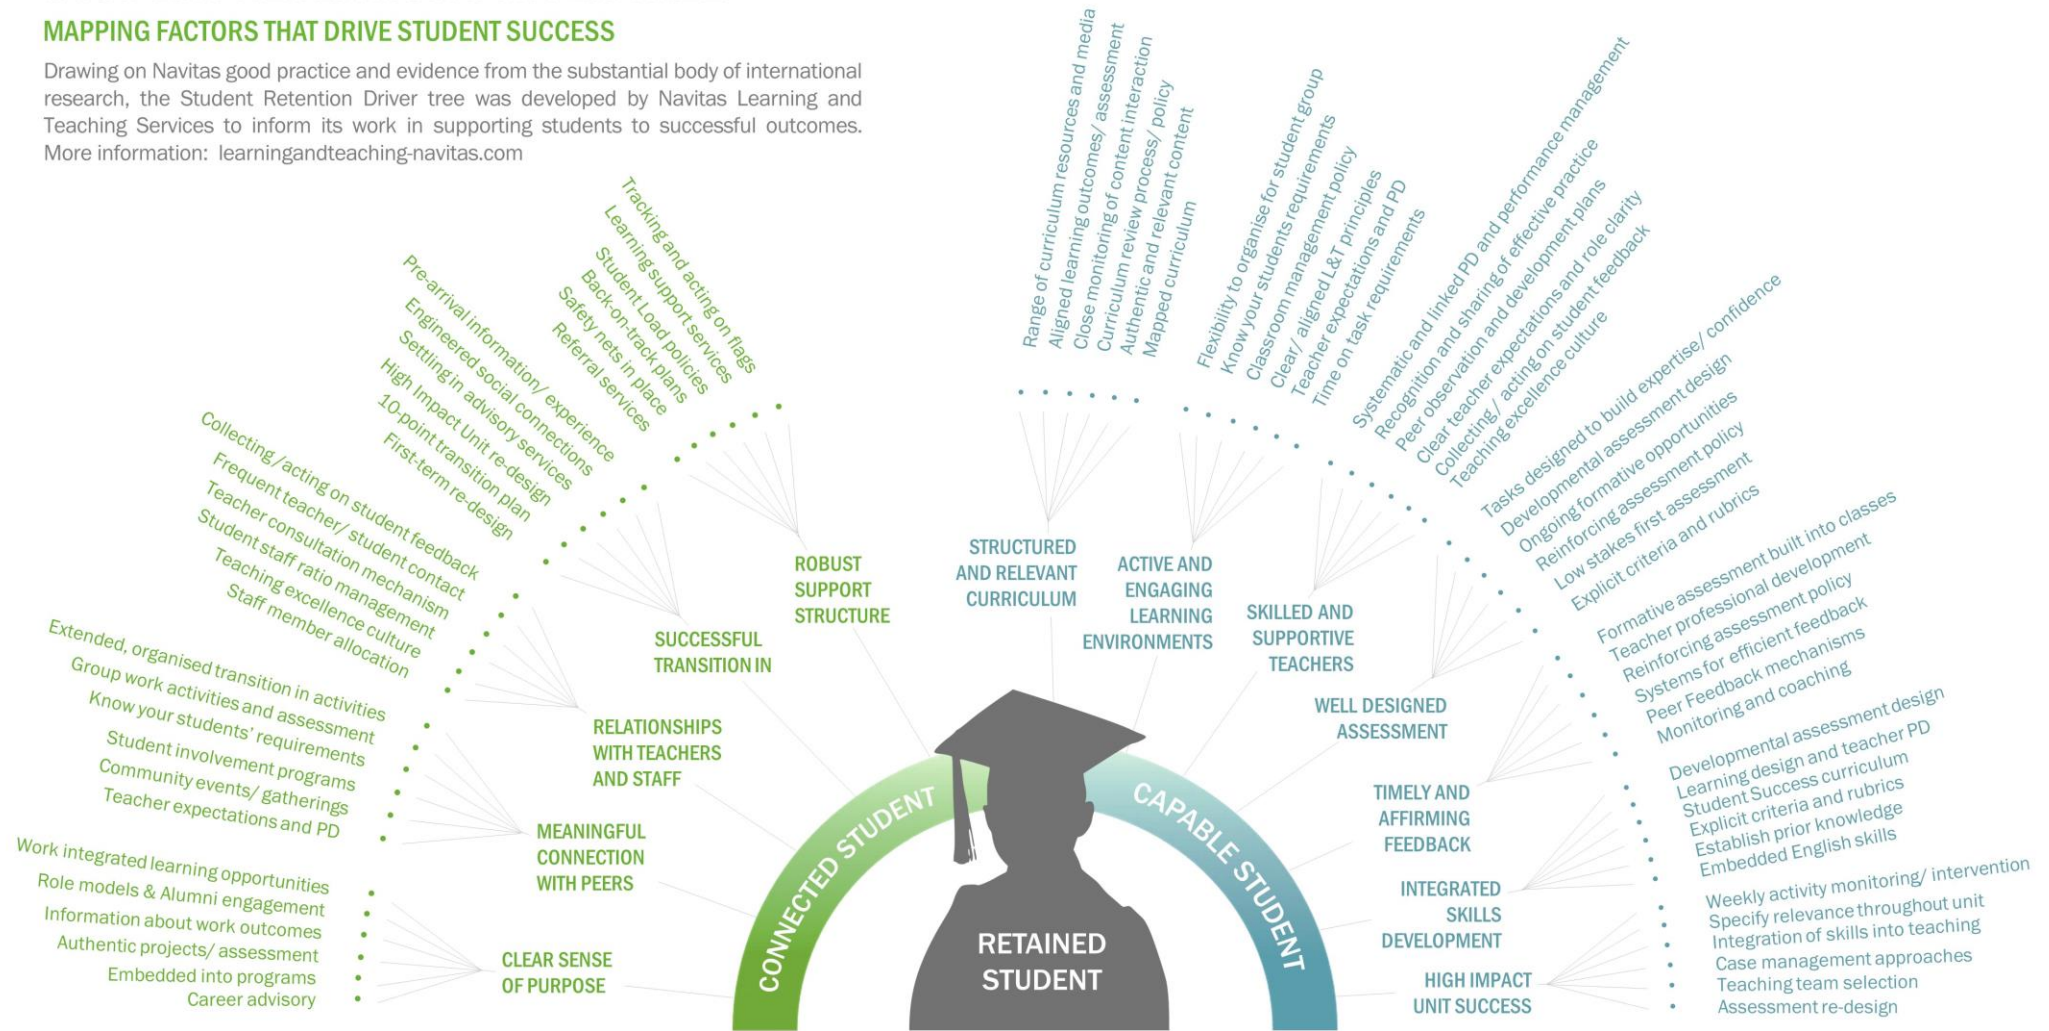 MAPPING FACTORS THAT DRIVE STUDENT SUCCESS
Drawing on Navitas good practice and evidence from the substantial body of international
research, the Student Retention Driver tree was developed by Navitas Learning and
Teaching Services to inform its work in supporting students to successful outcomes.
More information: learningandteaching-navitas.com
Work integrated learning opportunities
Role models & Alumni engagement
Information about work outcomes
Authentic projects/ assessment
Embedded into programs
Career advisory
CLEAR SENSE
OF PURPOSE
Extended, organised transition in activities
Group work activities and assessment
Know your students' requirements
Student involvement programs
Community events/ gatherings
Teacher expectations and PD
MEANINGFUL
CONNECTION
WITH PEERS
Collecting/acting on student feedback
Frequent teacher/ student contact
Teacher consultation mechanism
Student staff ratio management
Teaching excellence culture
Staff member allocation
RELATIONSHIPS
WITH TEACHERS
AND STAFF
Pre-arrival information/ experience
Engineered social connections
Settling in advisory services
High Impact Unit re-design
10-point transition plan
First-term re-design
SUCCESSFUL
TRANSITION IN
Tracking and acting on flags
Learning support services
Student Load policies
Back-on-track plans
Safety nets in place
Referral services
ROBUST
SUPPORT
STRUCTURE
Range of curriculum resources and media
Aligned learning outcomes/ assessment
Close monitoring of content interaction
Curriculum review process/ policy
Authentic and relevant content
Mapped curriculum
STRUCTURED
AND RELEVANT
CURRICULUM
Flexibility to organise for student group
Know your students requirements
Classroom management policy
Clear/ aligned L&T principles
Teacher expectations and PD
Time on task requirements
ACTIVE AND
ENGAGING
LEARNING
ENVIRONMENTS
Systematic and linked PD and performance management
Recognition and sharing of effective practice
Peer observation and development plans
Clear teacher expectations and role clarity
Collecting/ acting on student feedback
Teaching excellence culture
SKILLED AND
SUPPORTIVE
TEACHERS
Tasks designed to build expertise/ confidence
Developmental assessment design
Ongoing formative opportunities
Reinforcing assessment policy
Low stakes first assessment
Explicit criteria and rubrics
WELL DESIGNED
ASSESSMENT
Formative assessment built into classes
Teacher professional development
Reinforcing assessment policy
Systems for efficient feedback
Peer Feedback mechanisms
Monitoring and coaching
TIMELY AND
AFFIRMING
FEEDBACK
Developmental assessment design
Learning design and teacher PD
Student Success curriculum
Explicit criteria and rubrics
Establish prior knowledge
Embedded English skills
INTEGRATED
SKILLS
DEVELOPMENT
Weekly activity monitoring/ intervention
Specify relevance throughout unit
Integration of skills into teaching
Case management approaches
Teaching team selection
Assessment re-design
HIGH IMPACT
UNIT SUCCESS
CONNECTED STUDENT
CAPABLE STUDENT
RETAINED
STUDENT